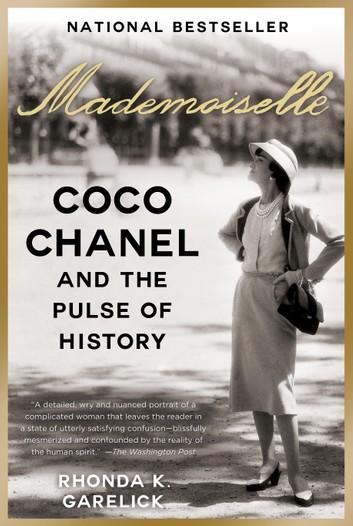 NATIONAL BESTSELLER
Mademoiselle
COCO
CHANEL
AND THE
PULSE OF
HISTORY
“A detailed, wry and nuanced portrait of a
complicated woman that leaves the reader in
a state of utterly satisfying confusion—blissfully
mesmerized and confounded by the reality of
the human spirit.” —The Washington Post
RHONDA K.
GARELICK